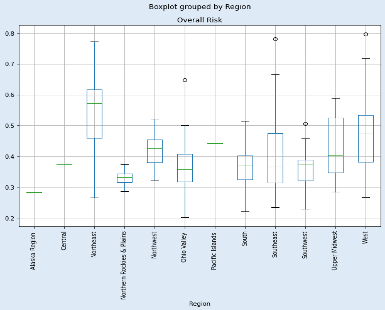 Boxplot grouped by Region
Overall Risk
0.8
0.7
0.6
0.5
0.4
0.3
0.2
Alaska Region
Central
Northeast
Northern Rockies & Plains
Northwest
Ohio Valley
Pacific Islands
South
Southeast
Southwest
Upper Midwest
West
Region